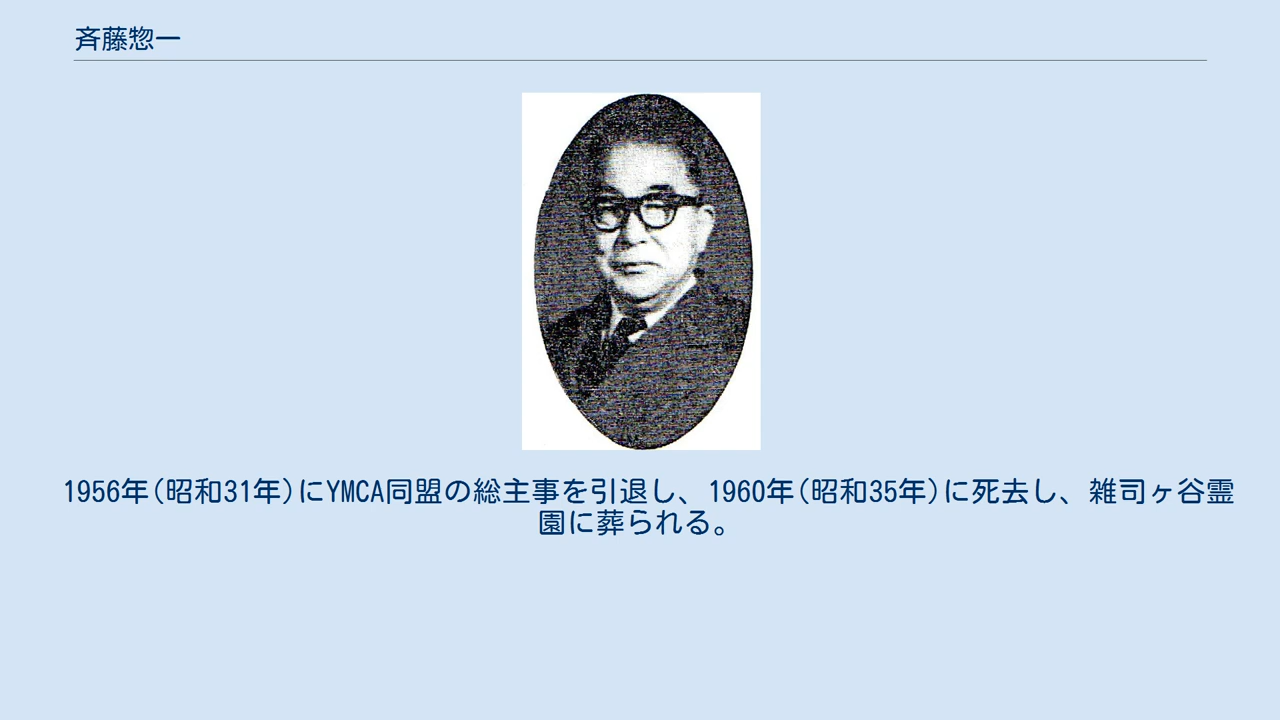 斉藤惣一
1956年(昭和31年)にYMCA同盟の総主事を引退し、1960年(昭和35年)に死去し、雑司ヶ谷霊
園に葬られる。